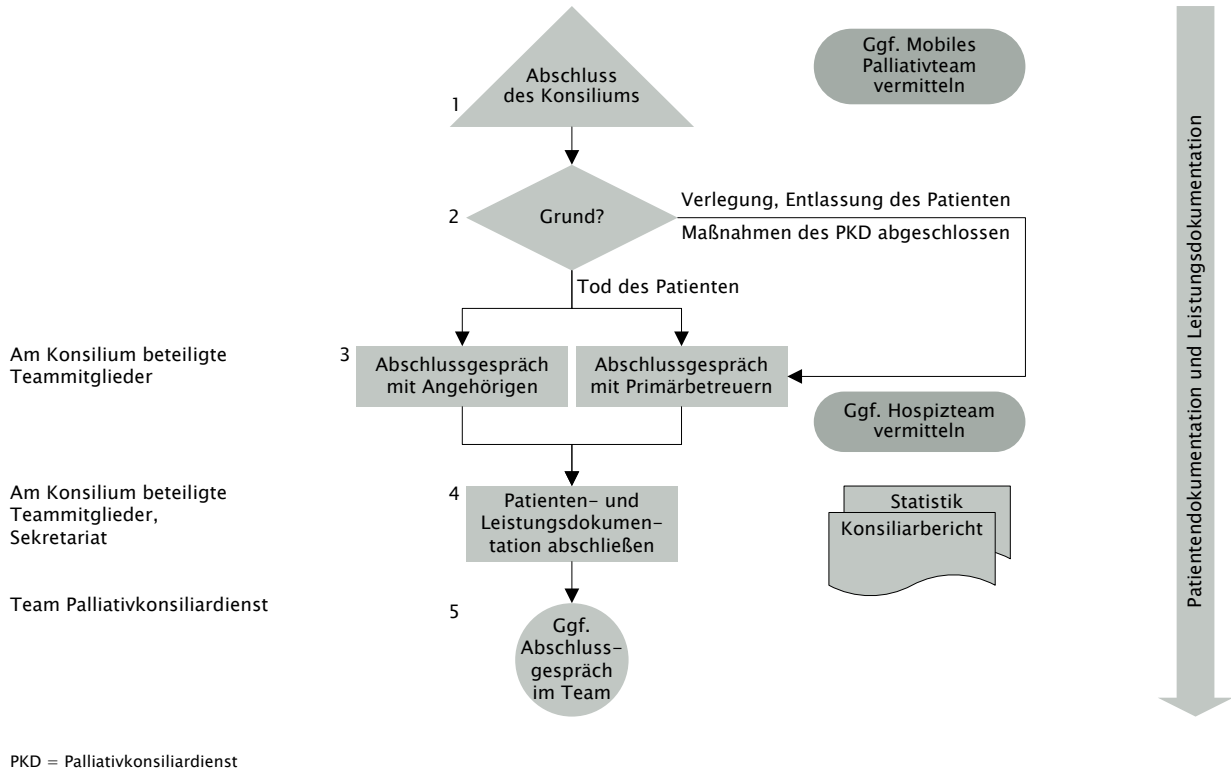 Abschluss
des Konsiliums
1
Ggf. Mobiles
Palliativteam
vermitteln
2
Grund?
Verlegung, Entlassung des Patienten
Maßnahmen des PKD abgeschlossen
Tod des Patienten
Am Konsilium beteiligte
Teammitglieder
3
Abschlussgespräch
mit Angehörigen
Abschlussgespräch
mit Primärbetreuern
Ggf. Hospizteam
vermitteln
Am Konsilium beteiligte
Teammitglieder,
Sekretariat
4
Patienten- und
Leistungsdokumen-
tation abschließen
Statistik
Konsiliarbericht
Team Palliativkonsiliardienst
5
Ggf.
Abschluss-
gespräch
im Team
Patientendokumentation und Leistungsdokumentation
PKD = Palliativkonsiliardienst